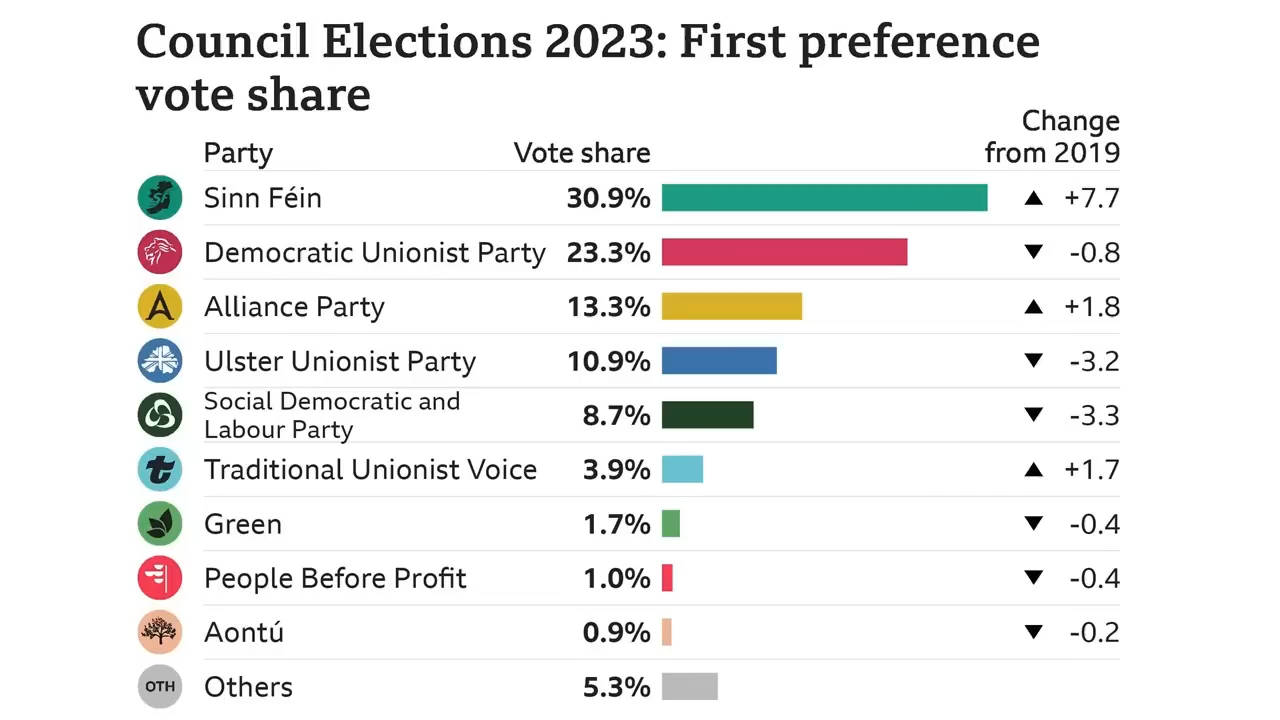 Council Elections 2023: First preference
vote share
Party Vote share Change
from 2019
Sinn Féin 30.9% ▲ +7.7
Democratic Unionist Party 23.3% ▼ -0.8
Alliance Party 13.3% ▲ +1.8
Ulster Unionist Party 10.9% ▼ -3.2
Social Democratic and
Labour Party 8.7% ▼ -3.3
Traditional Unionist Voice 3.9% ▲ +1.7
Green 1.7% ▼ -0.4
People Before Profit 1.0% ▼ -0.4
Aontú 0.9% ▼ -0.2
OTH Others 5.3%